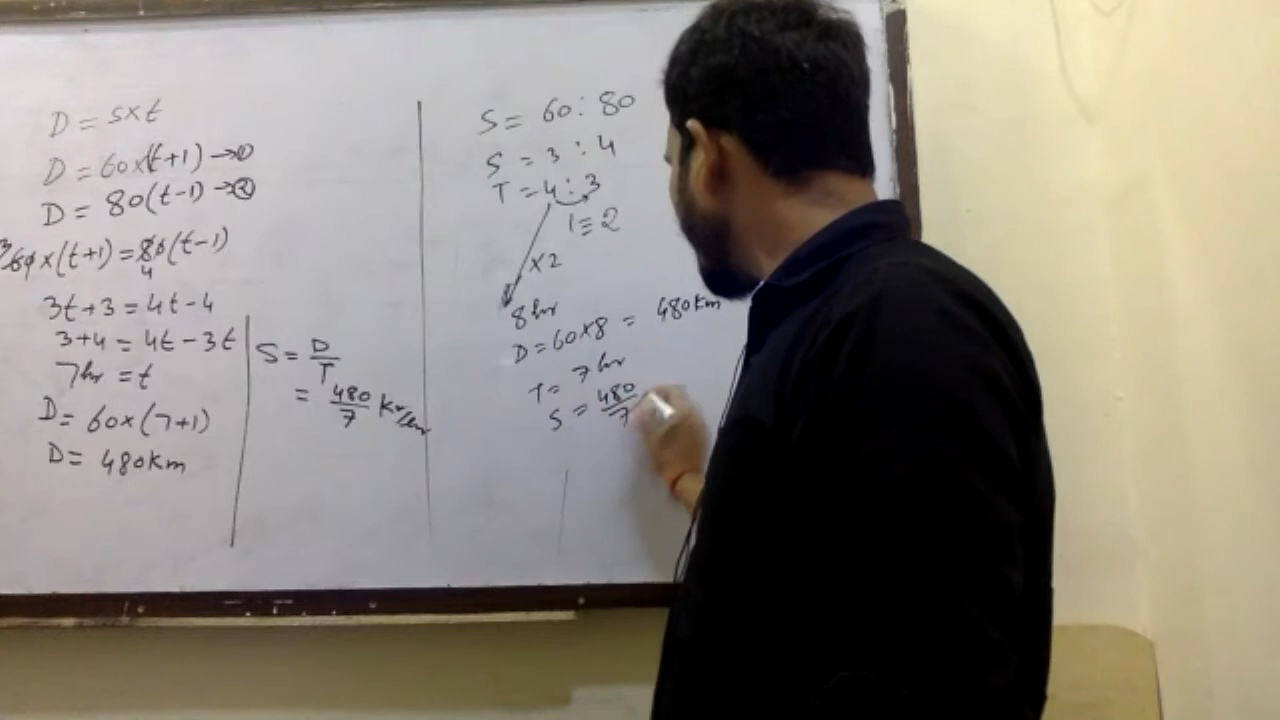 D = s×t
D = 60×(t+1) → ①
D = 80(t-1) → ②
3 60×(t+1) = 80(t-1)
4
3t+3 = 4t-4
3+4 = 4t-3t
7hr = t
D = 60×(7+1)
D = 480km
S = D/T
= 480/7 Km/hr
S = 60 : 80
S = 3 : 4
T = 4 : 3
1 ≡ 2
×2
8hr
D = 60×8 = 480km
T = 7hr
S = 480/7